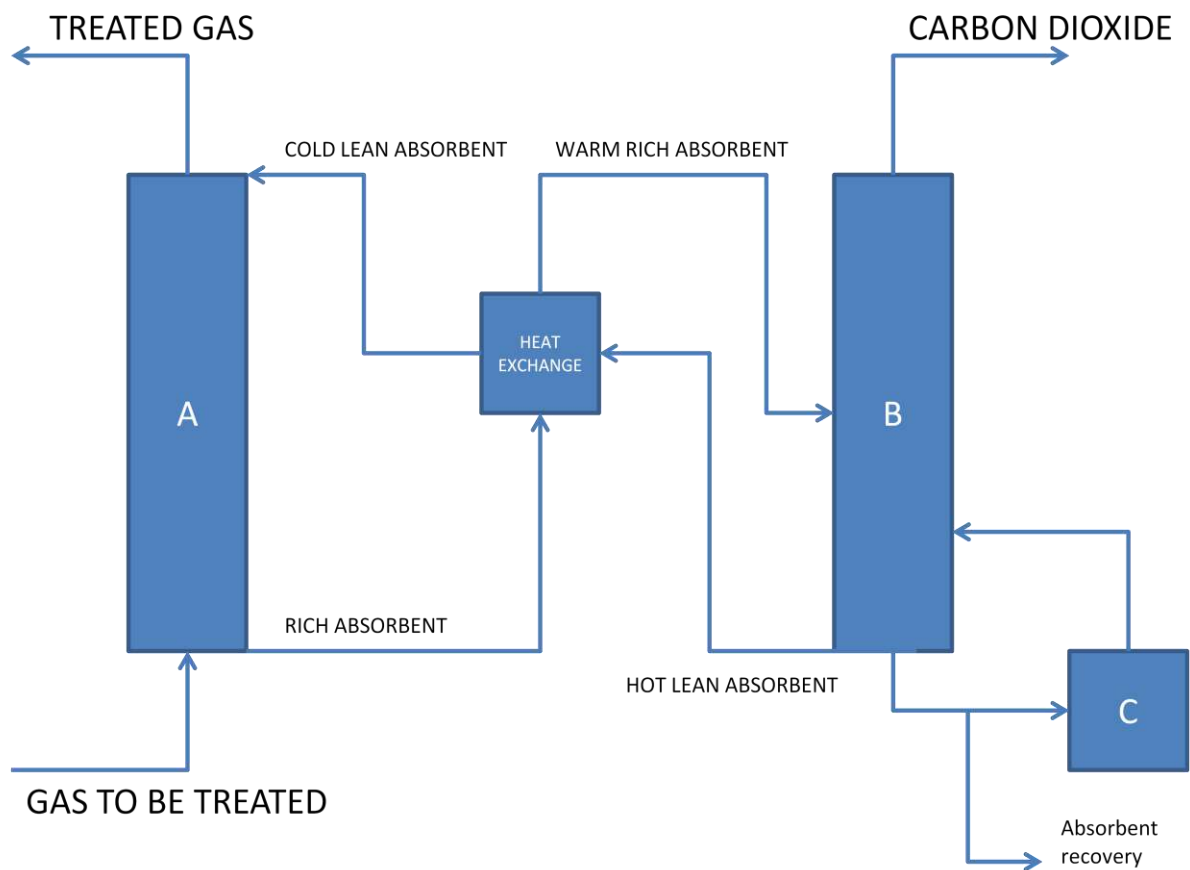 TREATED GAS
CARBON DIOXIDE
COLD LEAN ABSORBENT
WARM RICH ABSORBENT
HEAT
EXCHANGE
A
B
RICH ABSORBENT
HOT LEAN ABSORBENT
C
GAS TO BE TREATED
Absorbent
recovery